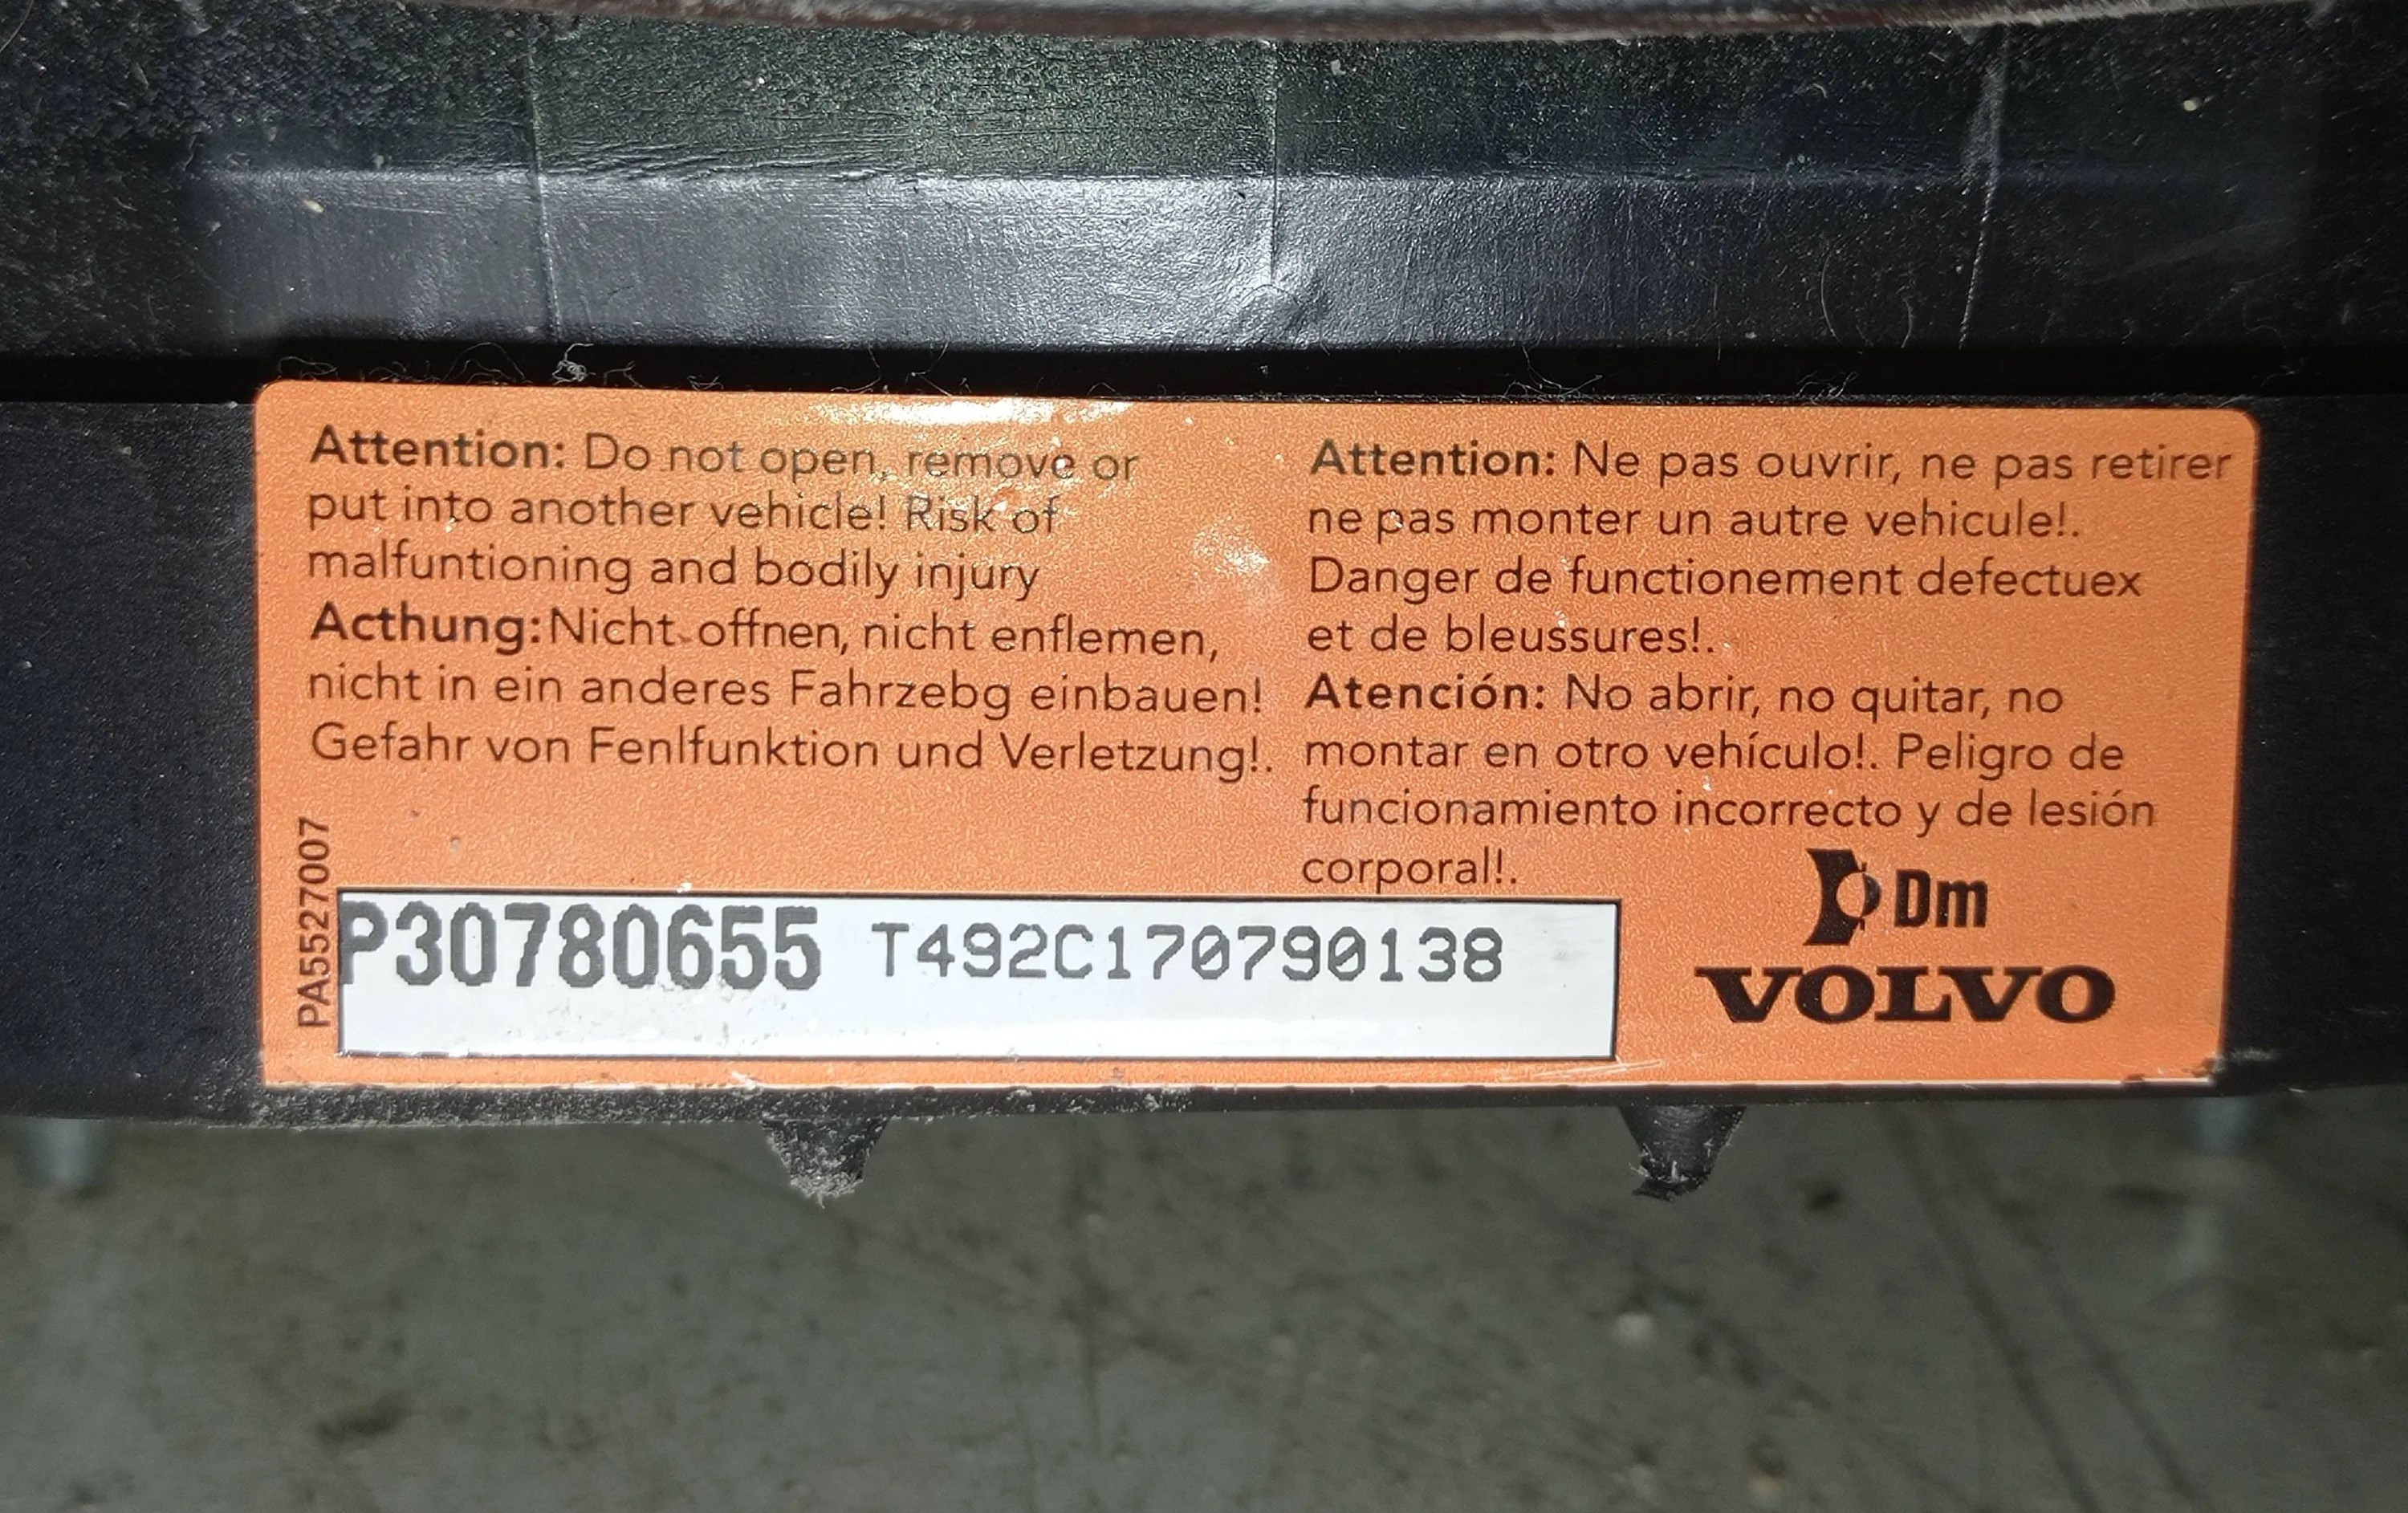 Attention: Do not open, remove or
put into another vehicle! Risk of
malfuntioning and bodily injury
Acthung: Nicht offnen, nicht enflemen,
nicht in ein anderes Fahrzebg einbauen!
Gefahr von Fenlfunktion und Verletzung!.
Attention: Ne pas ouvrir, ne pas retirer
ne pas monter un autre vehicule!.
Danger de functionement defectuex
et de bleussures!.
Atención: No abrir, no quitar, no
montar en otro vehículo!. Peligro de
funcionamiento incorrecto y de lesión
corporal!.
PA5527007
P30780655 T492C170790138
Dm
VOLVO